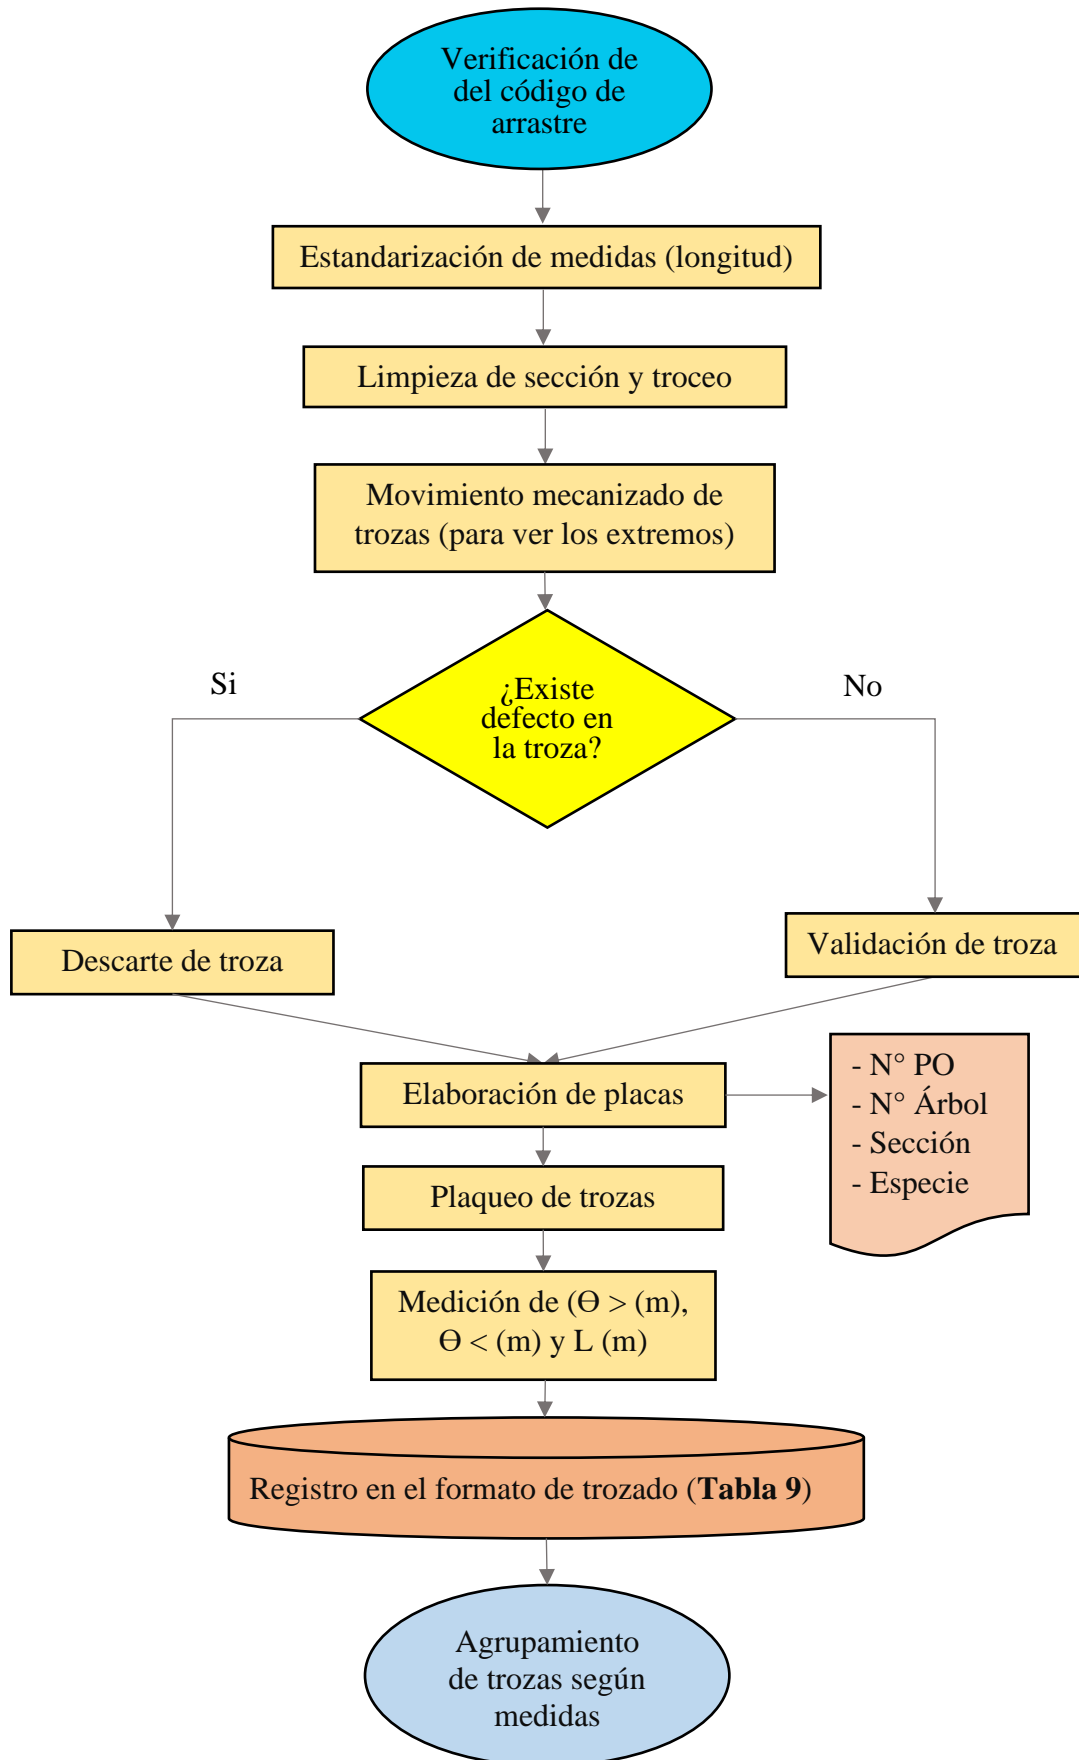 Verificación de
del código de
arrastre
Estandarización de medidas (longitud)
Limpieza de sección y troceo
Movimiento mecanizado de
trozas (para ver los extremos)
Si
¿Existe
defecto en
la troza?
No
Descarte de troza
Validación de troza
Elaboración de placas
- N° PO
- N° Árbol
- Sección
- Especie
Plaqueo de trozas
Medición de (ϴ > (m),
ϴ < (m) y L (m)
Registro en el formato de trozado (Tabla 9)
Agrupamiento
de trozas según
medidas